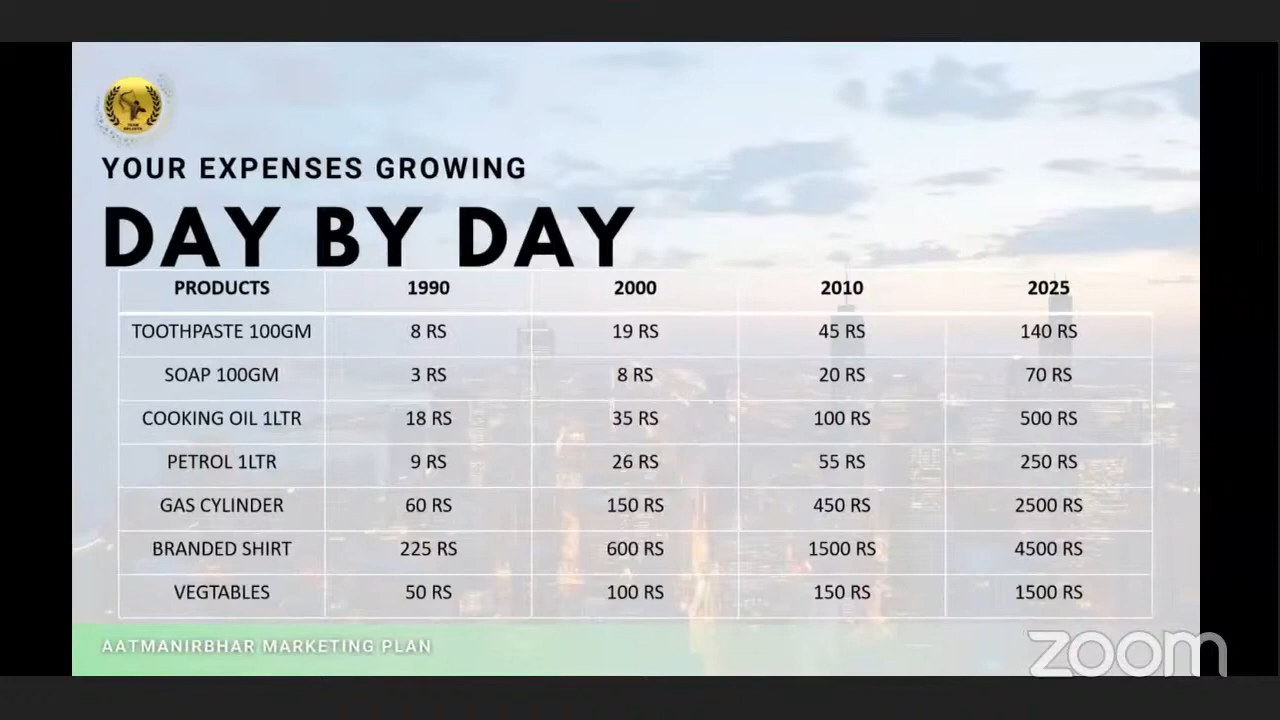 YOUR EXPENSES GROWING
DAY BY DAY
PRODUCTS 1990 2000 2010 2025
TOOTHPASTE 100GM 8 RS 19 RS 45 RS 140 RS
SOAP 100GM 3 RS 8 RS 20 RS 70 RS
COOKING OIL 1LTR 18 RS 35 RS 100 RS 500 RS
PETROL 1LTR 9 RS 26 RS 55 RS 250 RS
GAS CYLINDER 60 RS 150 RS 450 RS 2500 RS
BRANDED SHIRT 225 RS 600 RS 1500 RS 4500 RS
VEGTABLES 50 RS 100 RS 150 RS 1500 RS
AATMANIRBHAR MARKETING PLAN
zoom